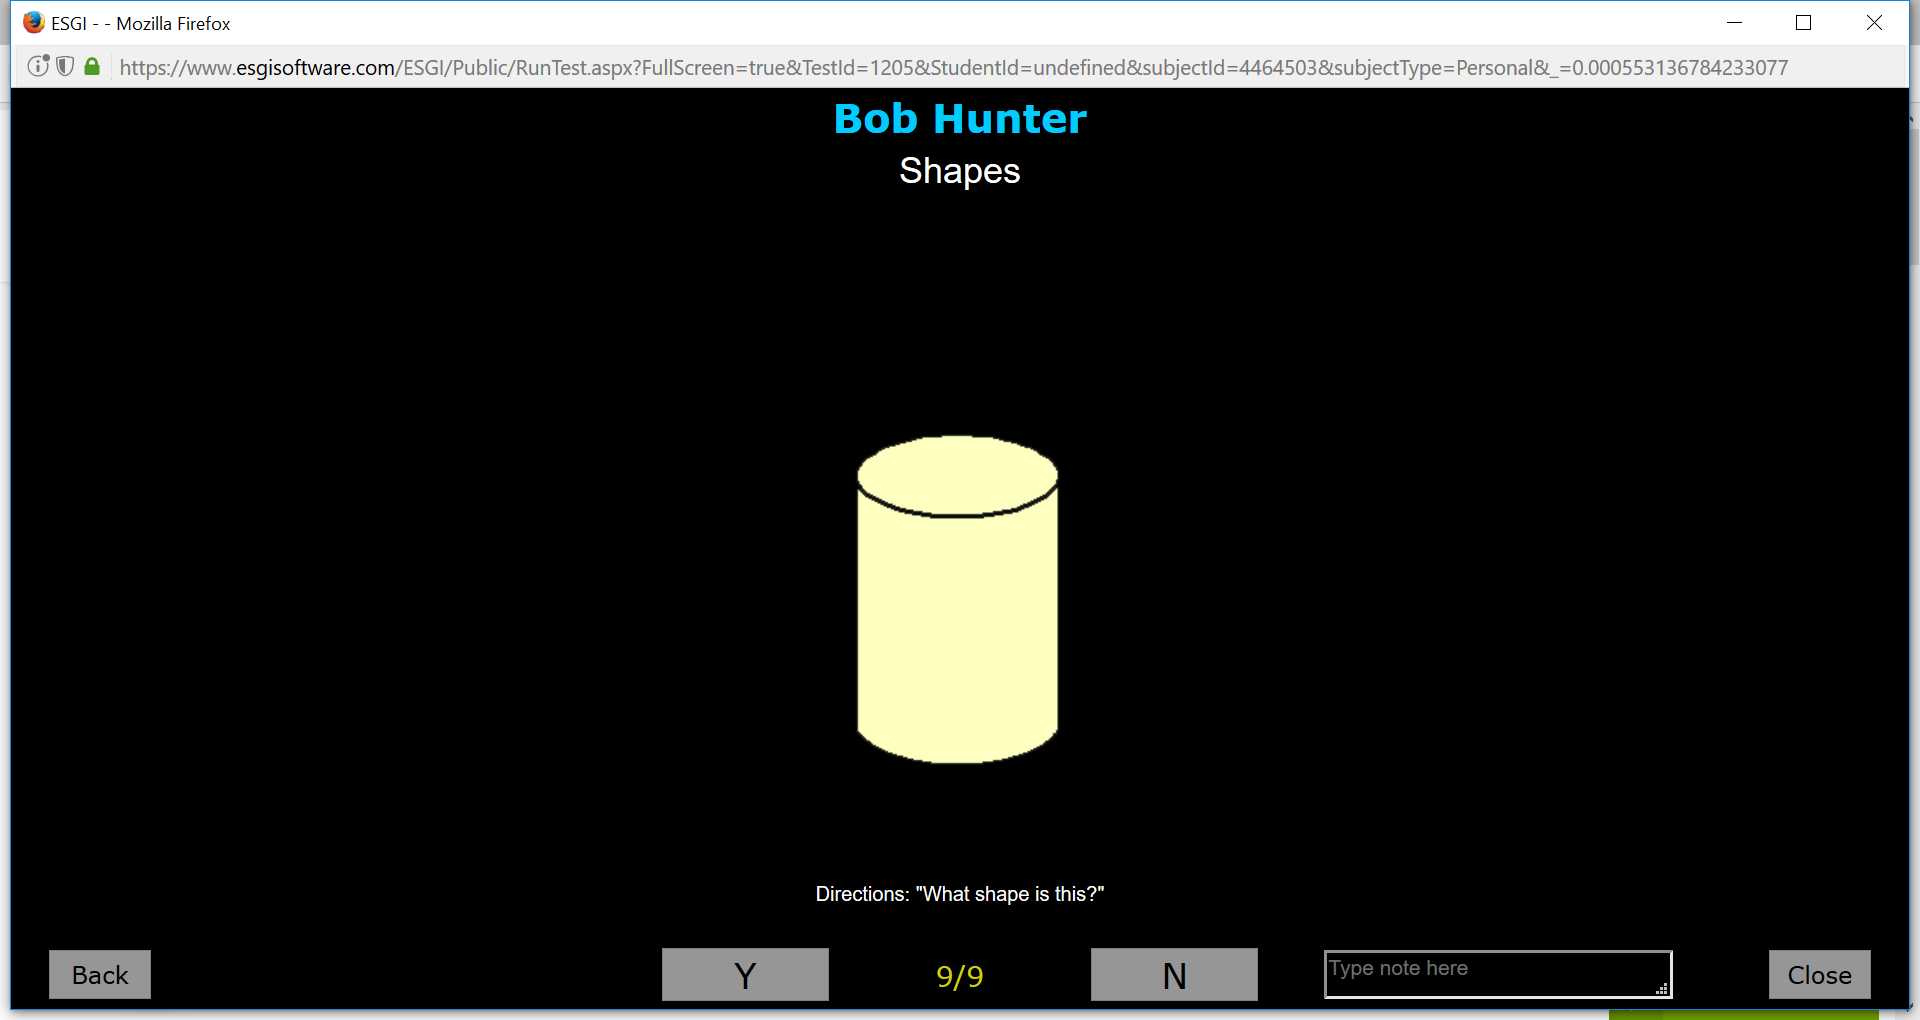 ESGI - - Mozilla Firefox
https://www.esgisoftware.com/ESGI/Public/RunTest.aspx?FullScreen=true&TestId=1205&StudentId=undefined&subjectId=4464503&subjectType=Personal&_=0.000553136784233077
Bob Hunter
Shapes
Directions: "What shape is this?"
Back
Y
9/9
N
Type note here
Close